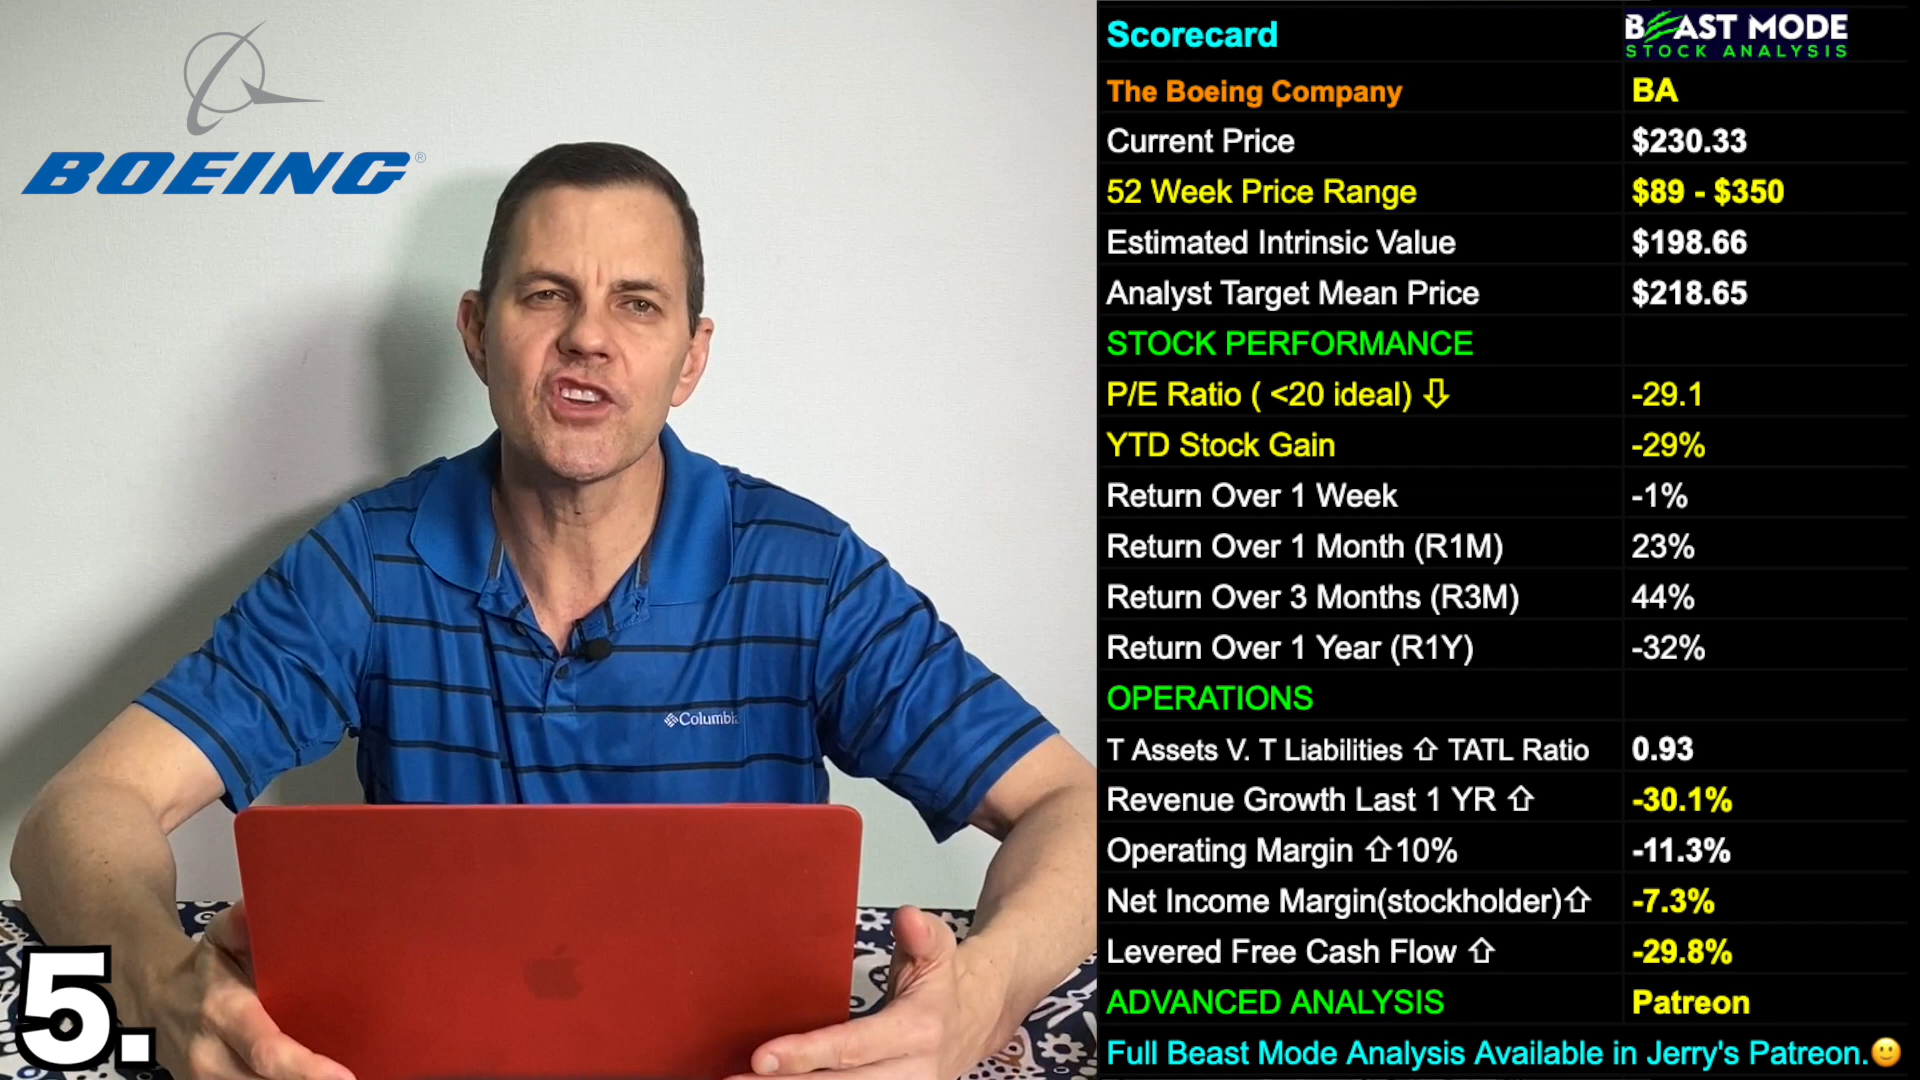 BOEING®
Columbia
5.
Scorecard BEAST MODE
STOCK ANALYSIS
The Boeing Company BA
Current Price $230.33
52 Week Price Range $89 - $350
Estimated Intrinsic Value $198.66
Analyst Target Mean Price $218.65
STOCK PERFORMANCE
P/E Ratio ( <20 ideal) ⇩ -29.1
YTD Stock Gain -29%
Return Over 1 Week -1%
Return Over 1 Month (R1M) 23%
Return Over 3 Months (R3M) 44%
Return Over 1 Year (R1Y) -32%
OPERATIONS
T Assets V. T Liabilities ⇧ TATL Ratio 0.93
Revenue Growth Last 1 YR ⇧ -30.1%
Operating Margin ⇧10% -11.3%
Net Income Margin(stockholder)⇧ -7.3%
Levered Free Cash Flow ⇧ -29.8%
ADVANCED ANALYSIS Patreon
Full Beast Mode Analysis Available in Jerry's Patreon.🙂